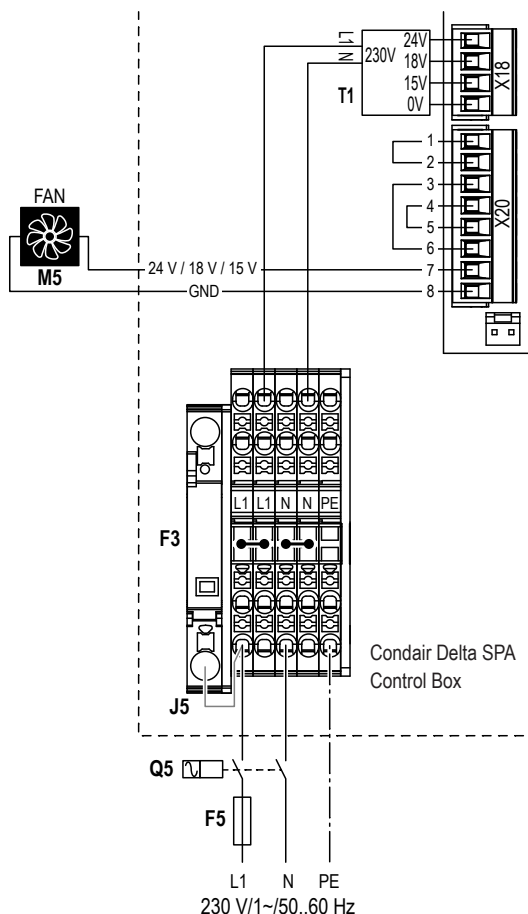 L1
N
230V
24V
18V
15V
0V
T1
X18
1
2
3
4
5
6
7
8
X20
FAN
M5
24 V / 18 V / 15 V
GND
L1 L1 N N PE
F3
J5
Condair Delta SPA
Control Box
Q5
F5
L1 N PE
230 V/1~/50..60 Hz